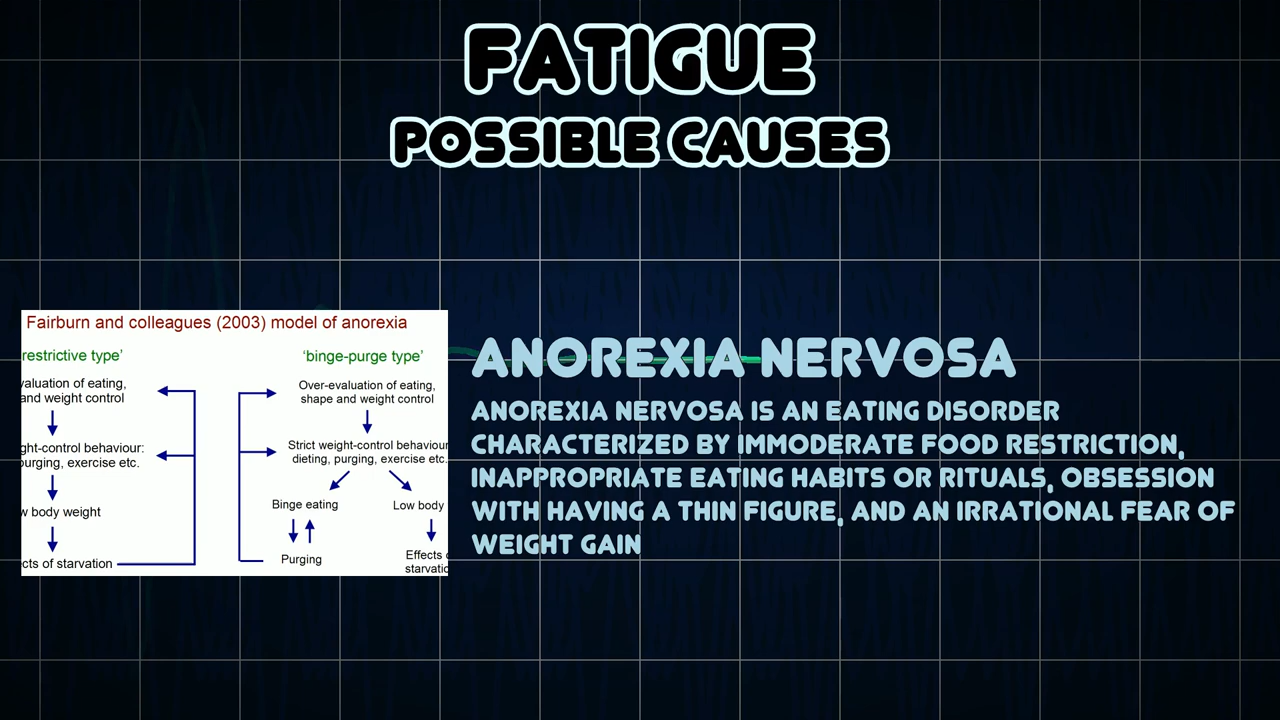 FATIGUE
POSSIBLE CAUSES
Fairburn and colleagues (2003) model of anorexia
restrictive type’
‘binge-purge type’
valuation of eating,
and weight control
Over-evaluation of eating,
shape and weight control
ght-control behaviour:
purging, exercise etc.
Strict weight-control behaviour
dieting, purging, exercise etc.
w body weight
Binge eating
Low body
cts of starvation
Purging
Effects
starvatio
ANOREXIA NERVOSA
ANOREXIA NERVOSA IS AN EATING DISORDER
CHARACTERIZED BY IMMODERATE FOOD RESTRICTION,
INAPPROPRIATE EATING HABITS OR RITUALS, OBSESSION
WITH HAVING A THIN FIGURE, AND AN IRRATIONAL FEAR OF
WEIGHT GAIN